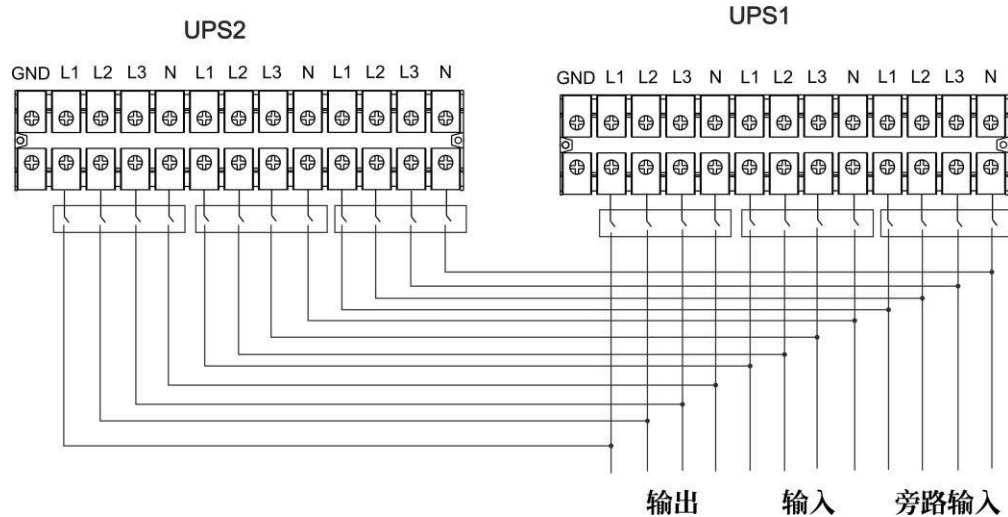 UPS2
UPS1
GND L1 L2 L3 N L1 L2 L3 N L1 L2 L3 N
GND L1 L2 L3 N L1 L2 L3 N L1 L2 L3 N
输出 输入 旁路输入